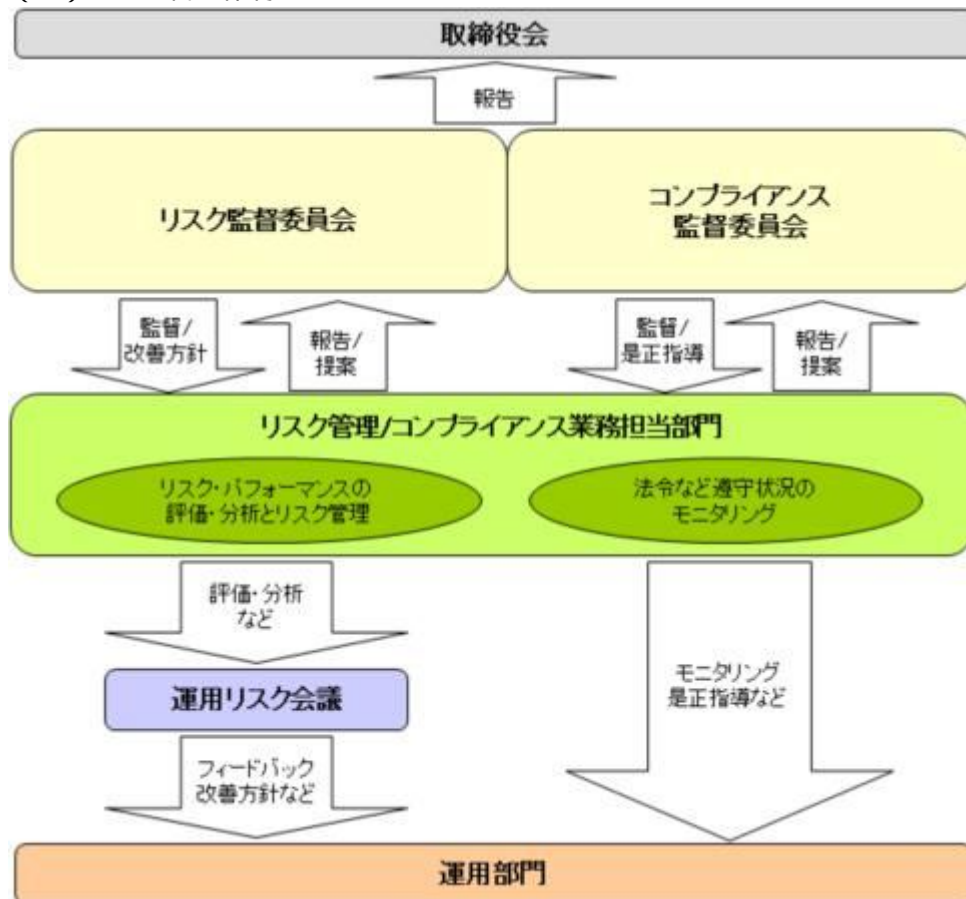 取締役会
報告
リスク監督委員会
コンプライアンス
監督委員会
監督/
改善方針
報告/
提案
監督/
是正指導
報告/
提案
リスク管理/コンプライアンス業務担当部門
リスク・パフォーマンスの
評価・分析とリスク管理
法令など遵守状況の
モニタリング
評価・分析
など
運用リスク会議
モニタリング
是正指導など
フィードバック
改善方針など
運用部門